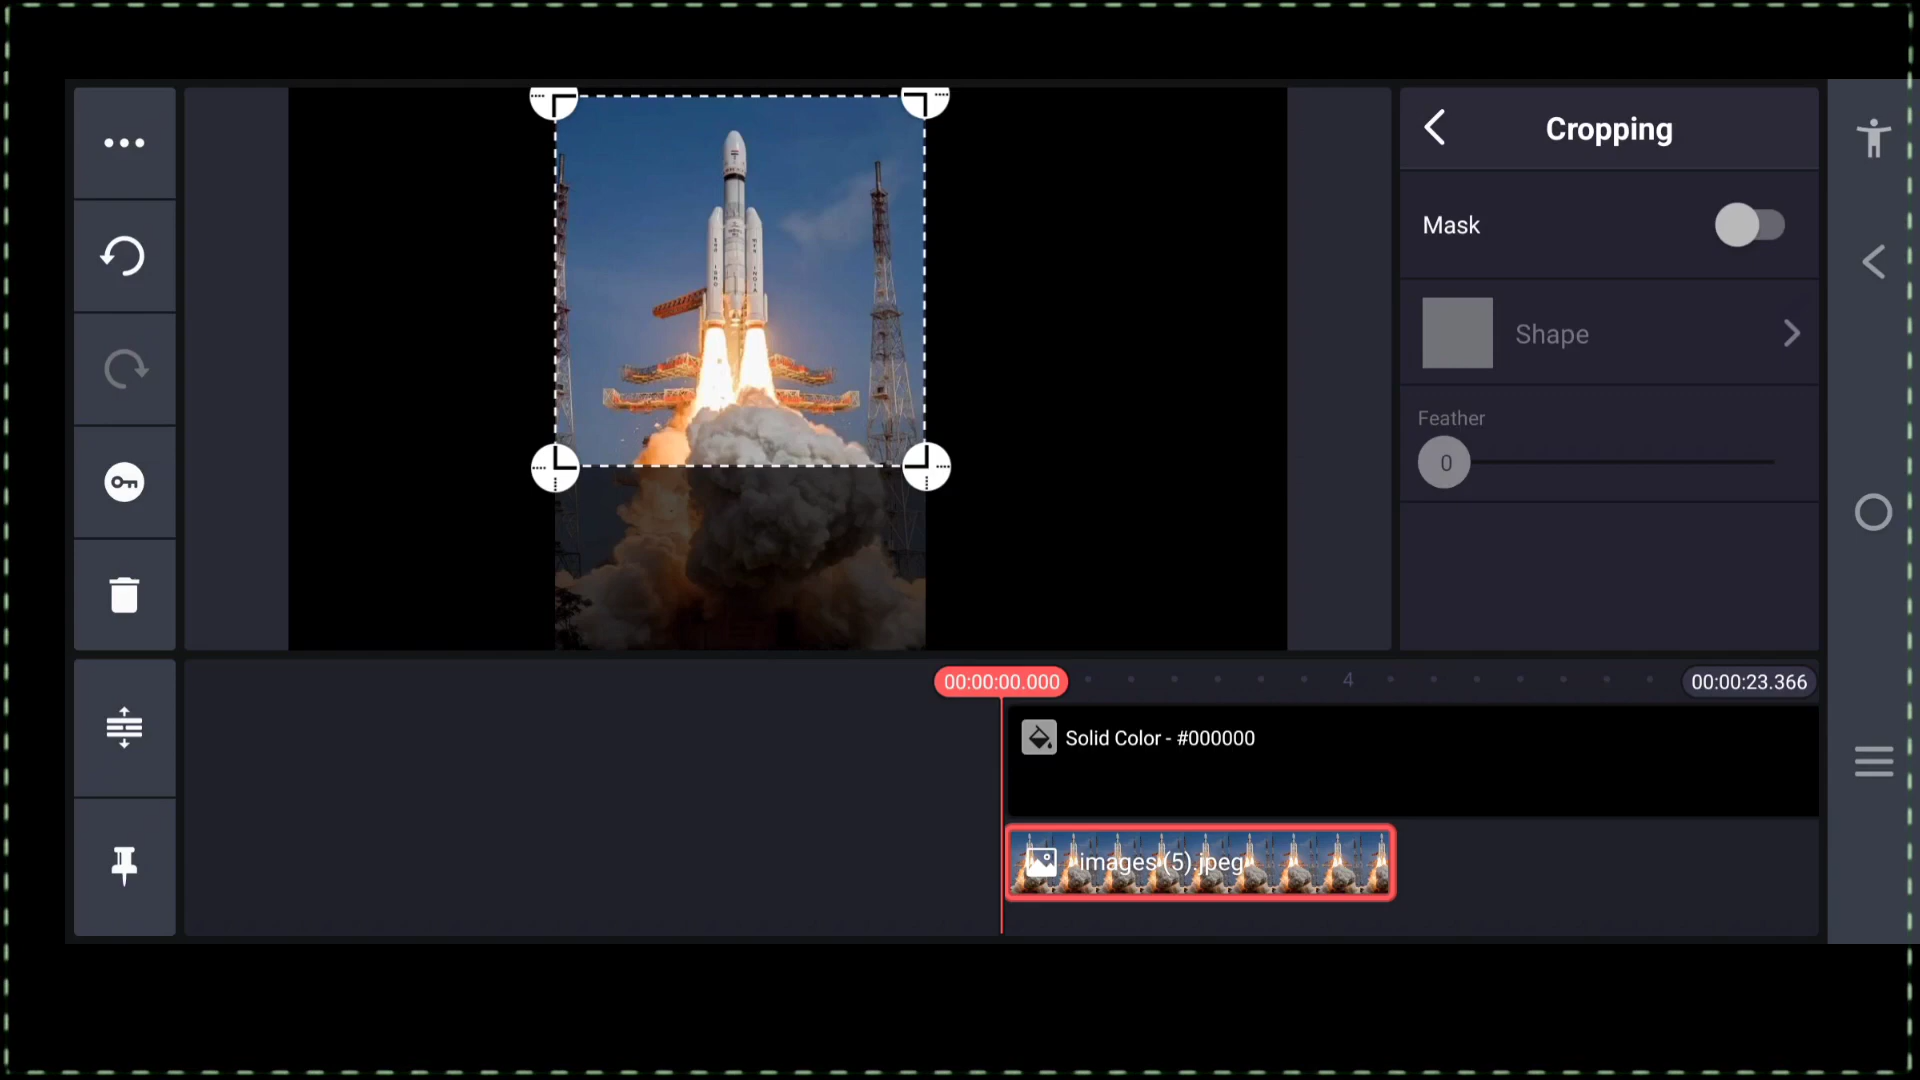 Cropping
Mask
Shape
Feather
0
00:00:00.000
4
00:00:23.366
Solid Color - #000000
images (5).jpeg